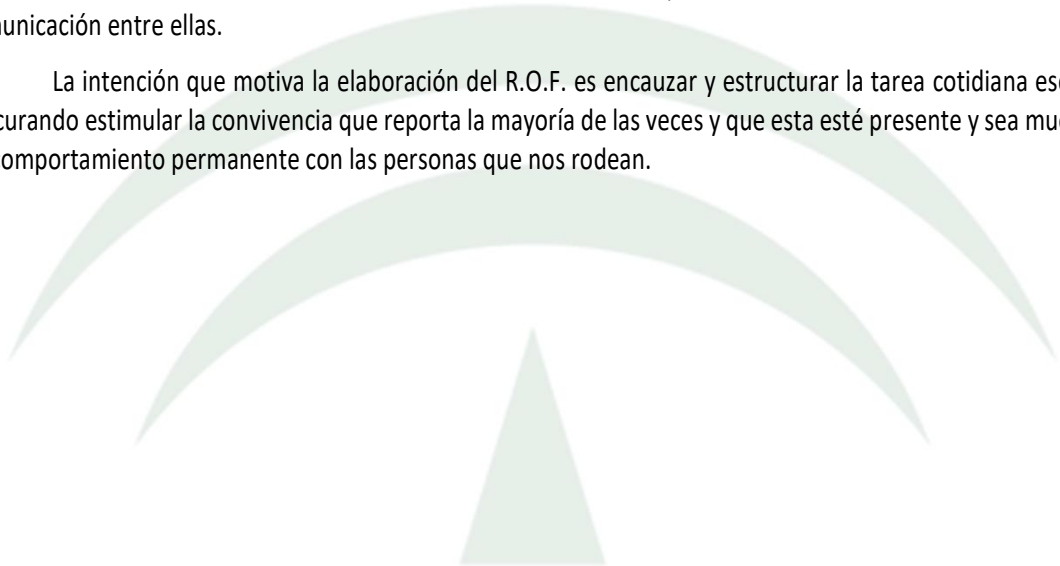 unicación entre ellas.
La intención que motiva la elaboración del R.O.F. es encauzar y estructurar la tarea cotidiana es
curando estimular la convivencia que reporta la mayoría de las veces y que esta esté presente y sea mu
omportamiento permanente con las personas que nos rodean.